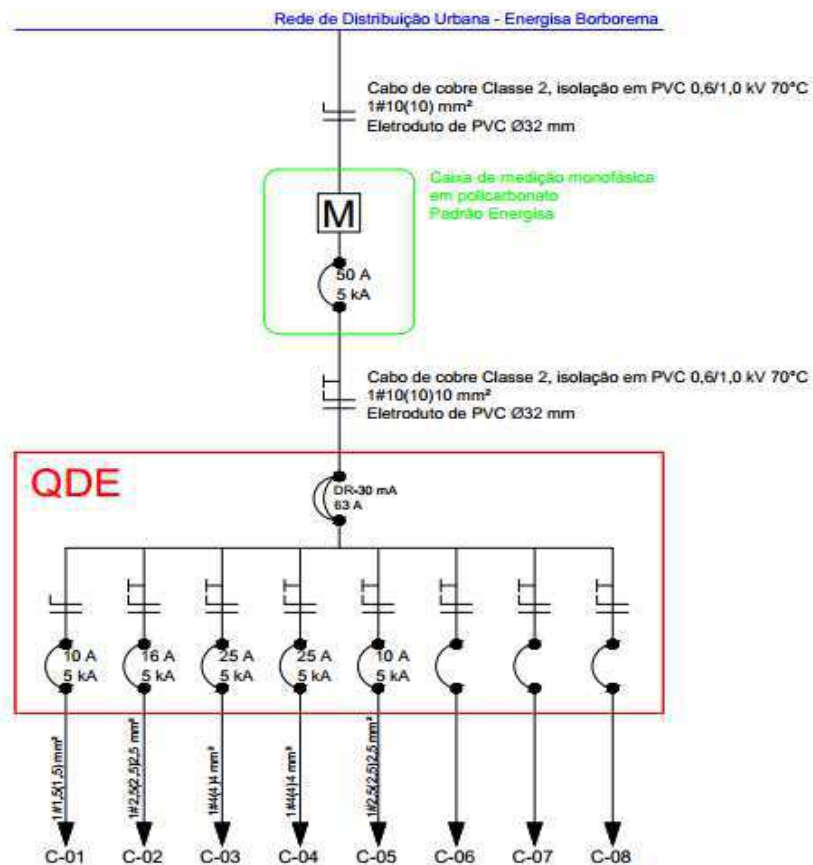 Rede de Distribuição Urbana - Energisa Borborema
Cabo de cobre Classe 2, isolação em PVC 0,6/1,0 kV 70°C
1#10(10) mm²
Eletroduto de PVC Ø32 mm
Caixa de medição monofásica
em policarbonato
Padrão Energisa
M
50 A
5 kA
Cabo de cobre Classe 2, isolação em PVC 0,6/1,0 kV 70°C
1#10(10)10 mm²
Eletroduto de PVC Ø32 mm
QDE
DR-30 mA
63 A
10 A
5 kA
16 A
5 kA
25 A
5 kA
25 A
5 kA
10 A
5 kA
1#1,5(1,5) mm²
1#2,5(2,5)2,5 mm²
1#4(4)4 mm²
1#4(4)4 mm²
1#2,5(2,5)2,5 mm²
C-01
C-02
C-03
C-04
C-05
C-06
C-07
C-08